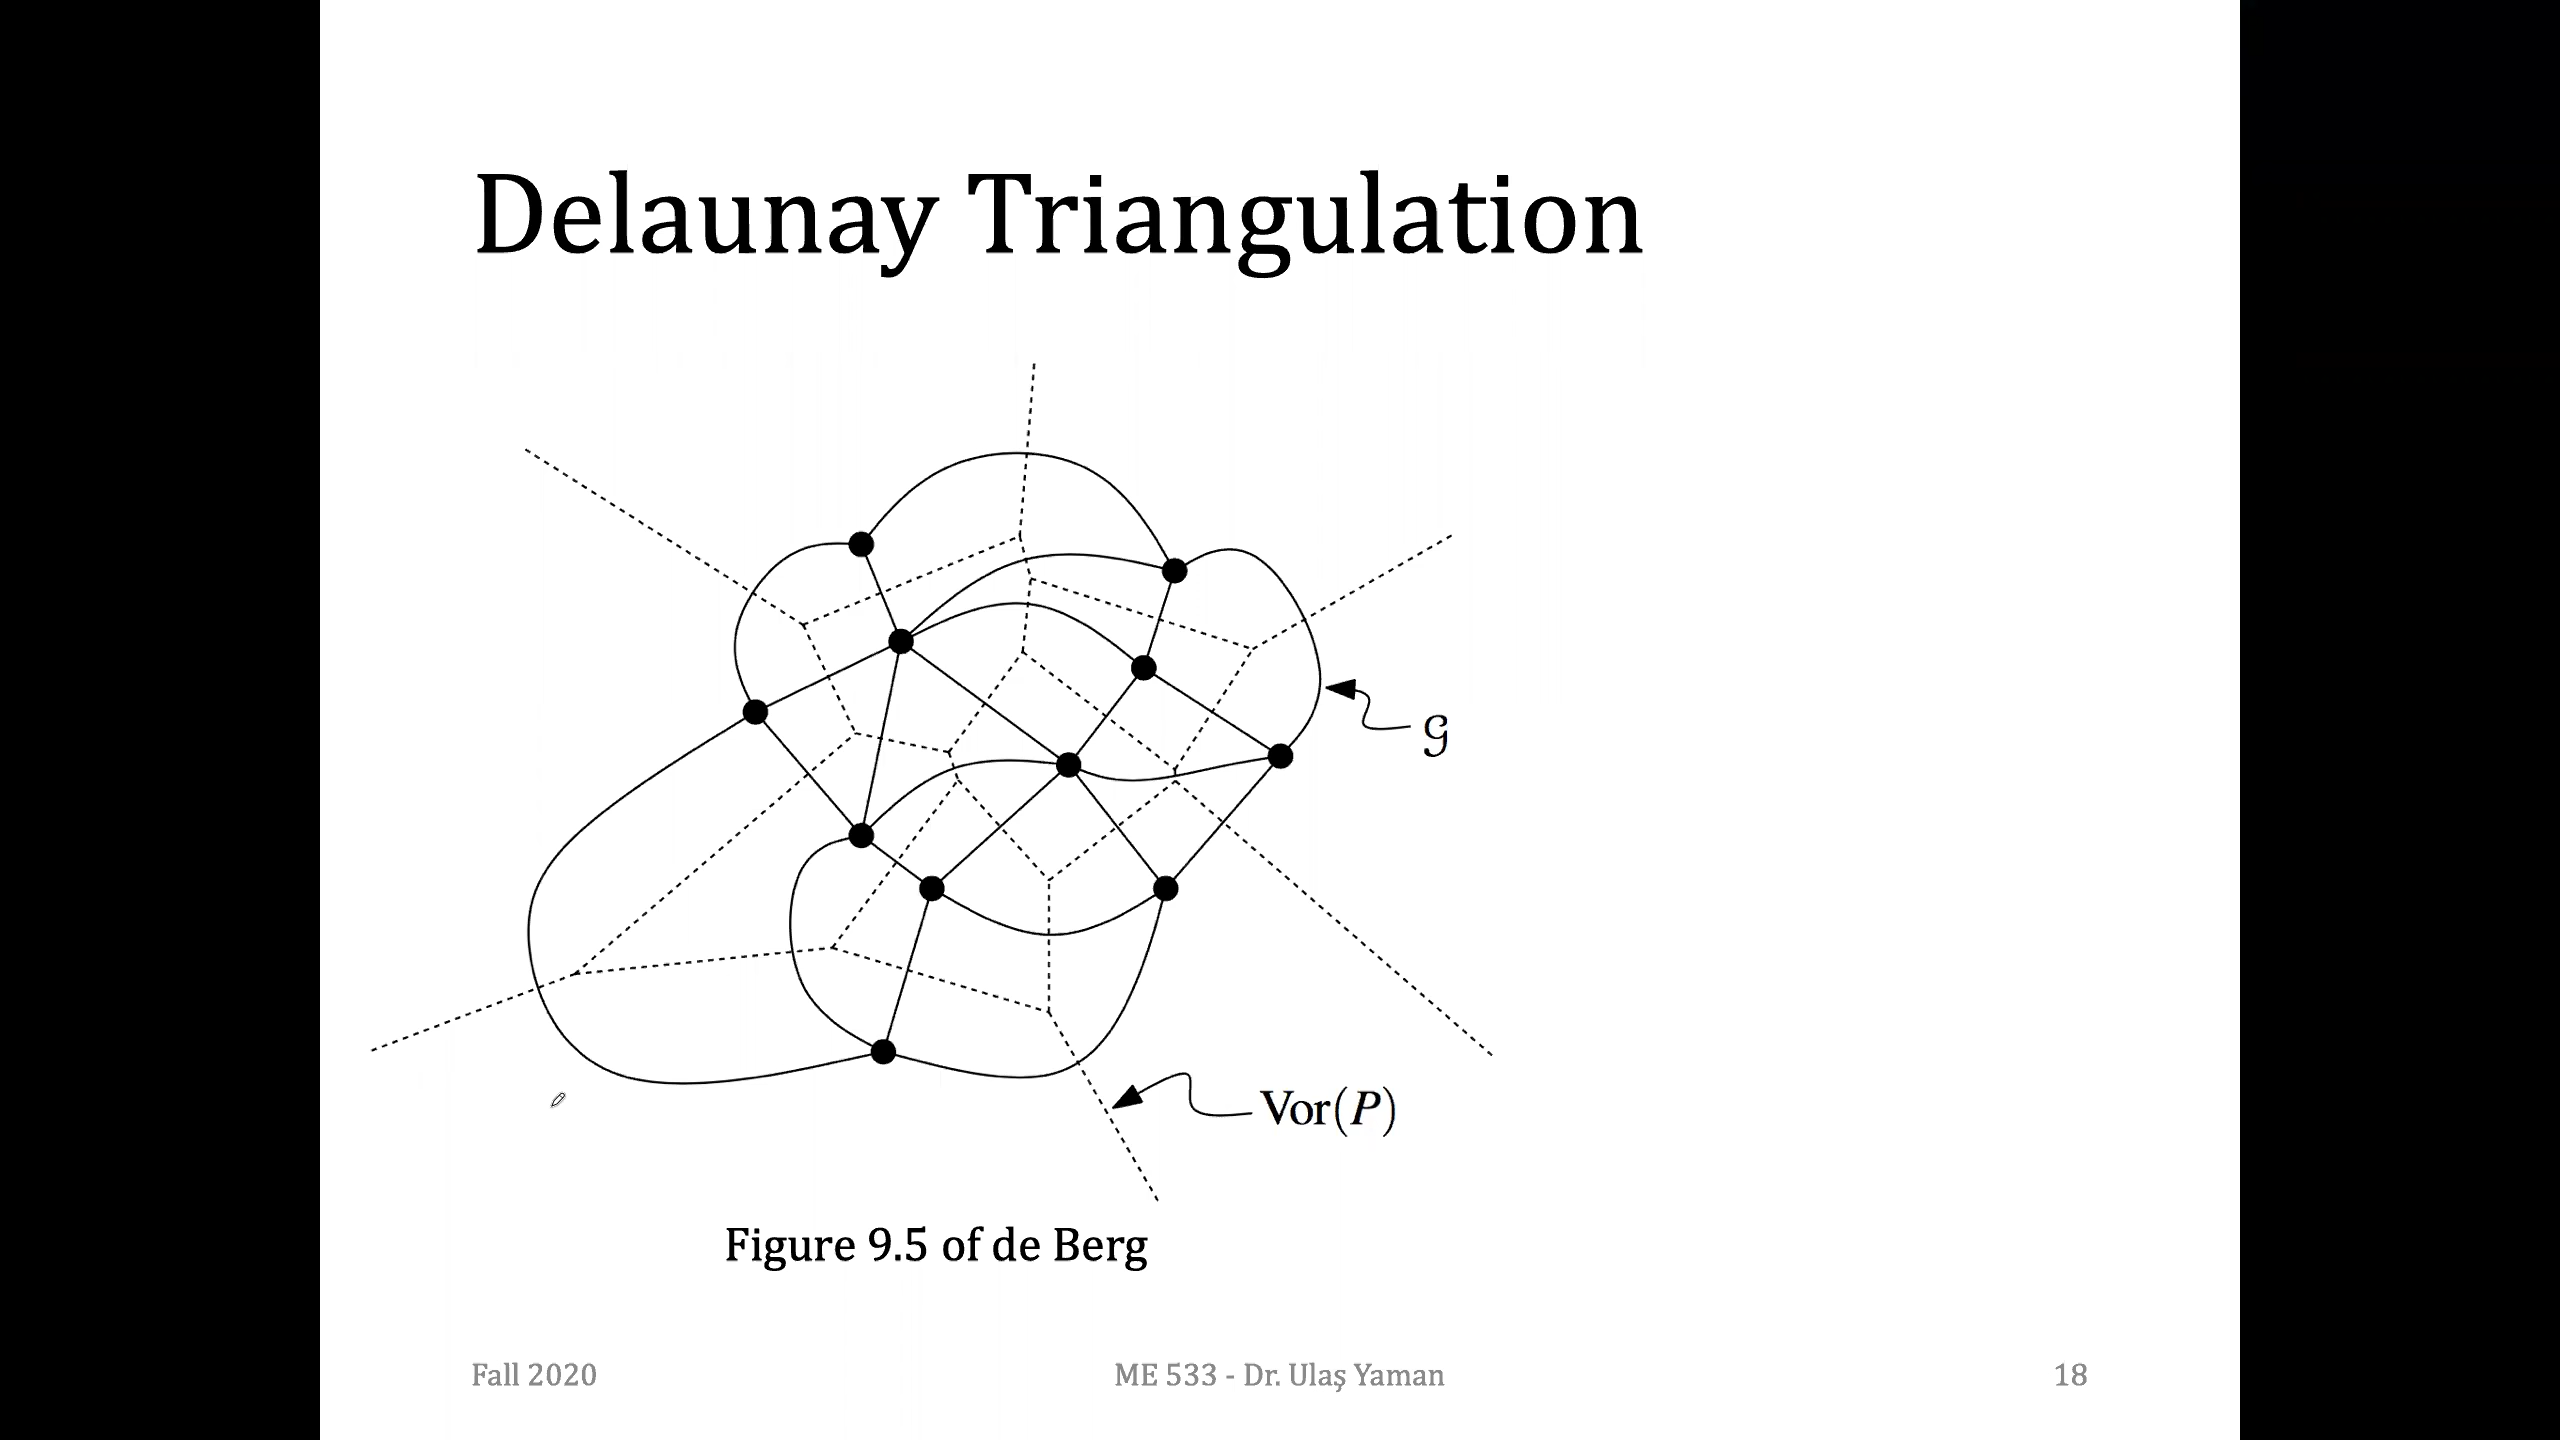 Delaunay Triangulation
𝒢
Vor(P)
Figure 9.5 of de Berg
Fall 2020
ME 533 - Dr. Ulaş Yaman
18